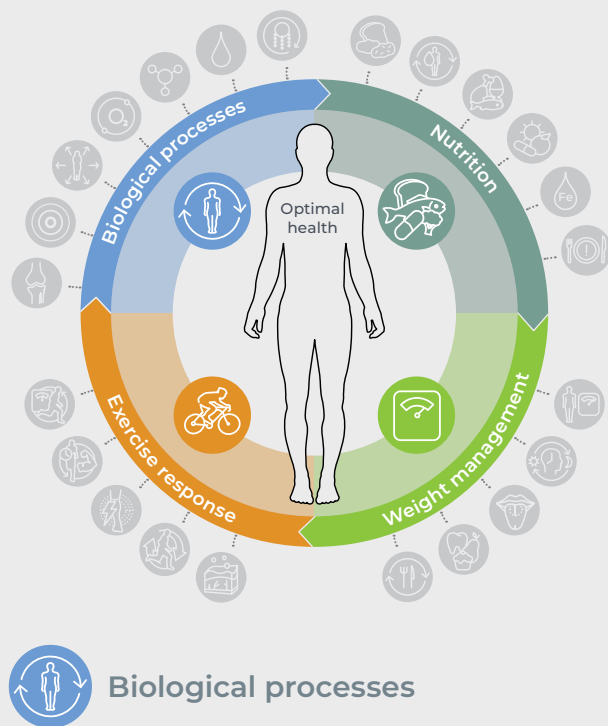 Biological processes
Nutrition
Optimal
health
Fe
Exercise response
Weight management
Biological processes